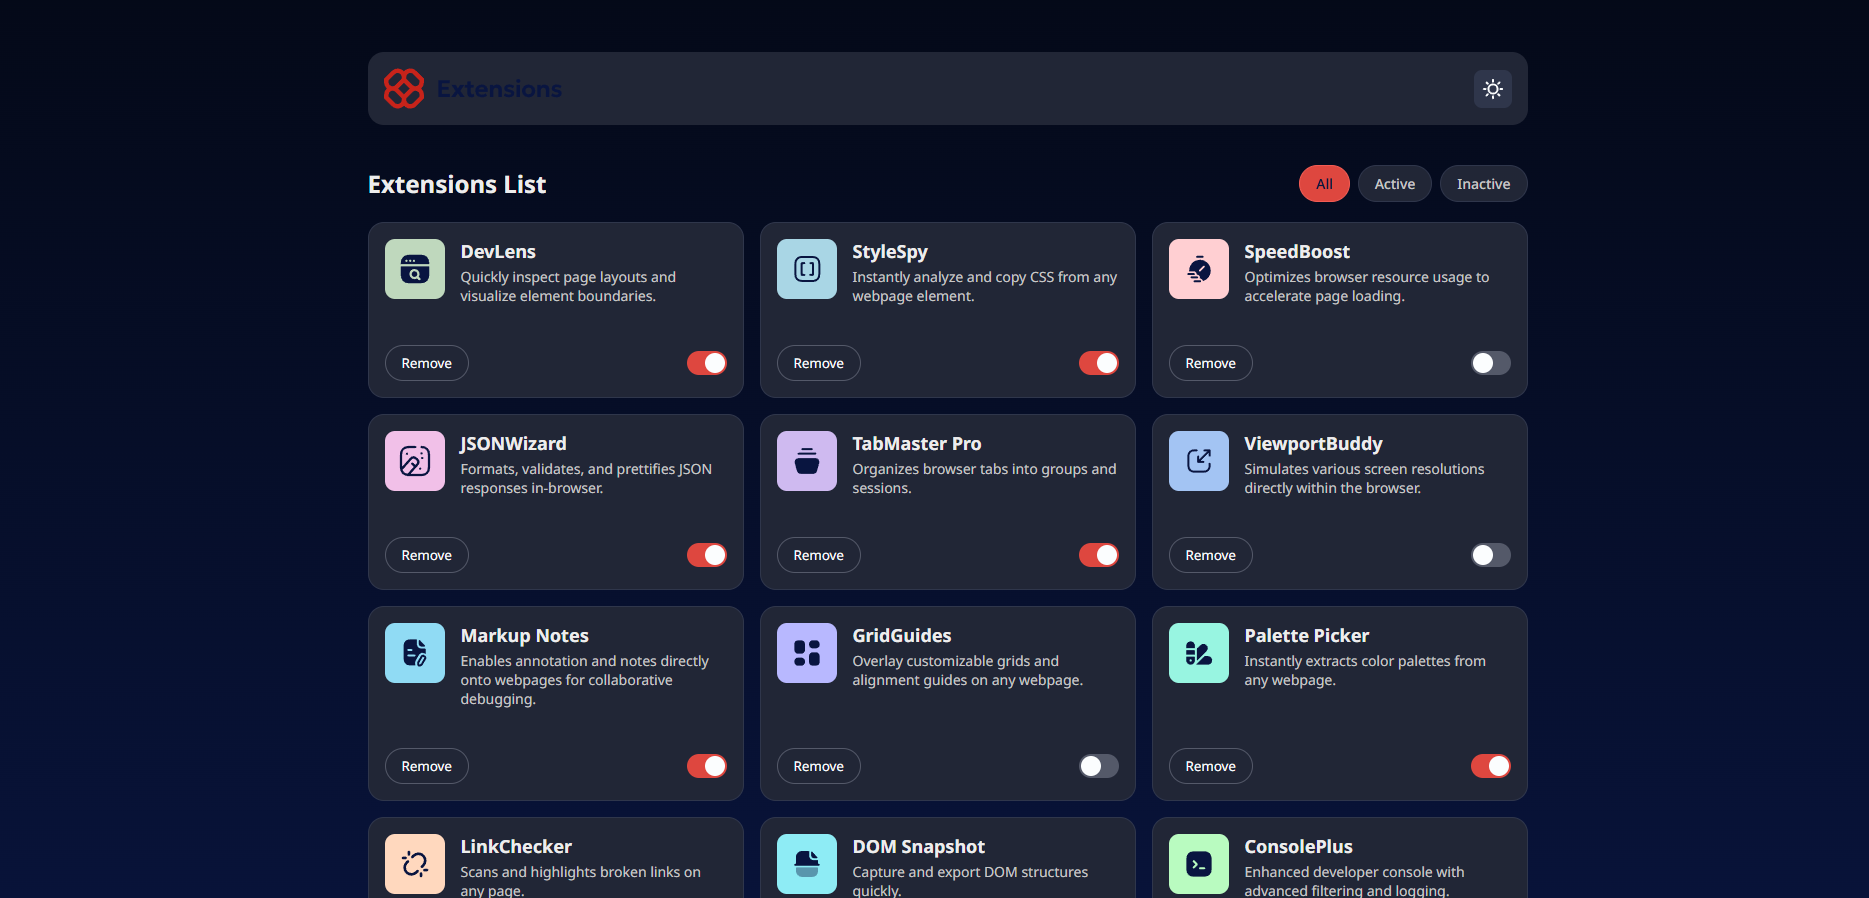 Extensions
Extensions List
All
Active
Inactive
DevLens
Quickly inspect page layouts and
visualize element boundaries.
Remove
StyleSpy
Instantly analyze and copy CSS from any
webpage element.
Remove
SpeedBoost
Optimizes browser resource usage to
accelerate page loading.
Remove
JSONWizard
Formats, validates, and prettifies JSON
responses in-browser.
Remove
TabMaster Pro
Organizes browser tabs into groups and
sessions.
Remove
ViewportBuddy
Simulates various screen resolutions
directly within the browser.
Remove
Markup Notes
Enables annotation and notes directly
onto webpages for collaborative
debugging.
Remove
GridGuides
Overlay customizable grids and
alignment guides on any webpage.
Remove
Palette Picker
Instantly extracts color palettes from
any webpage.
Remove
LinkChecker
Scans and highlights broken links on
any page.
DOM Snapshot
Capture and export DOM structures
quickly.
ConsolePlus
Enhanced developer console with
advanced filtering and logging.